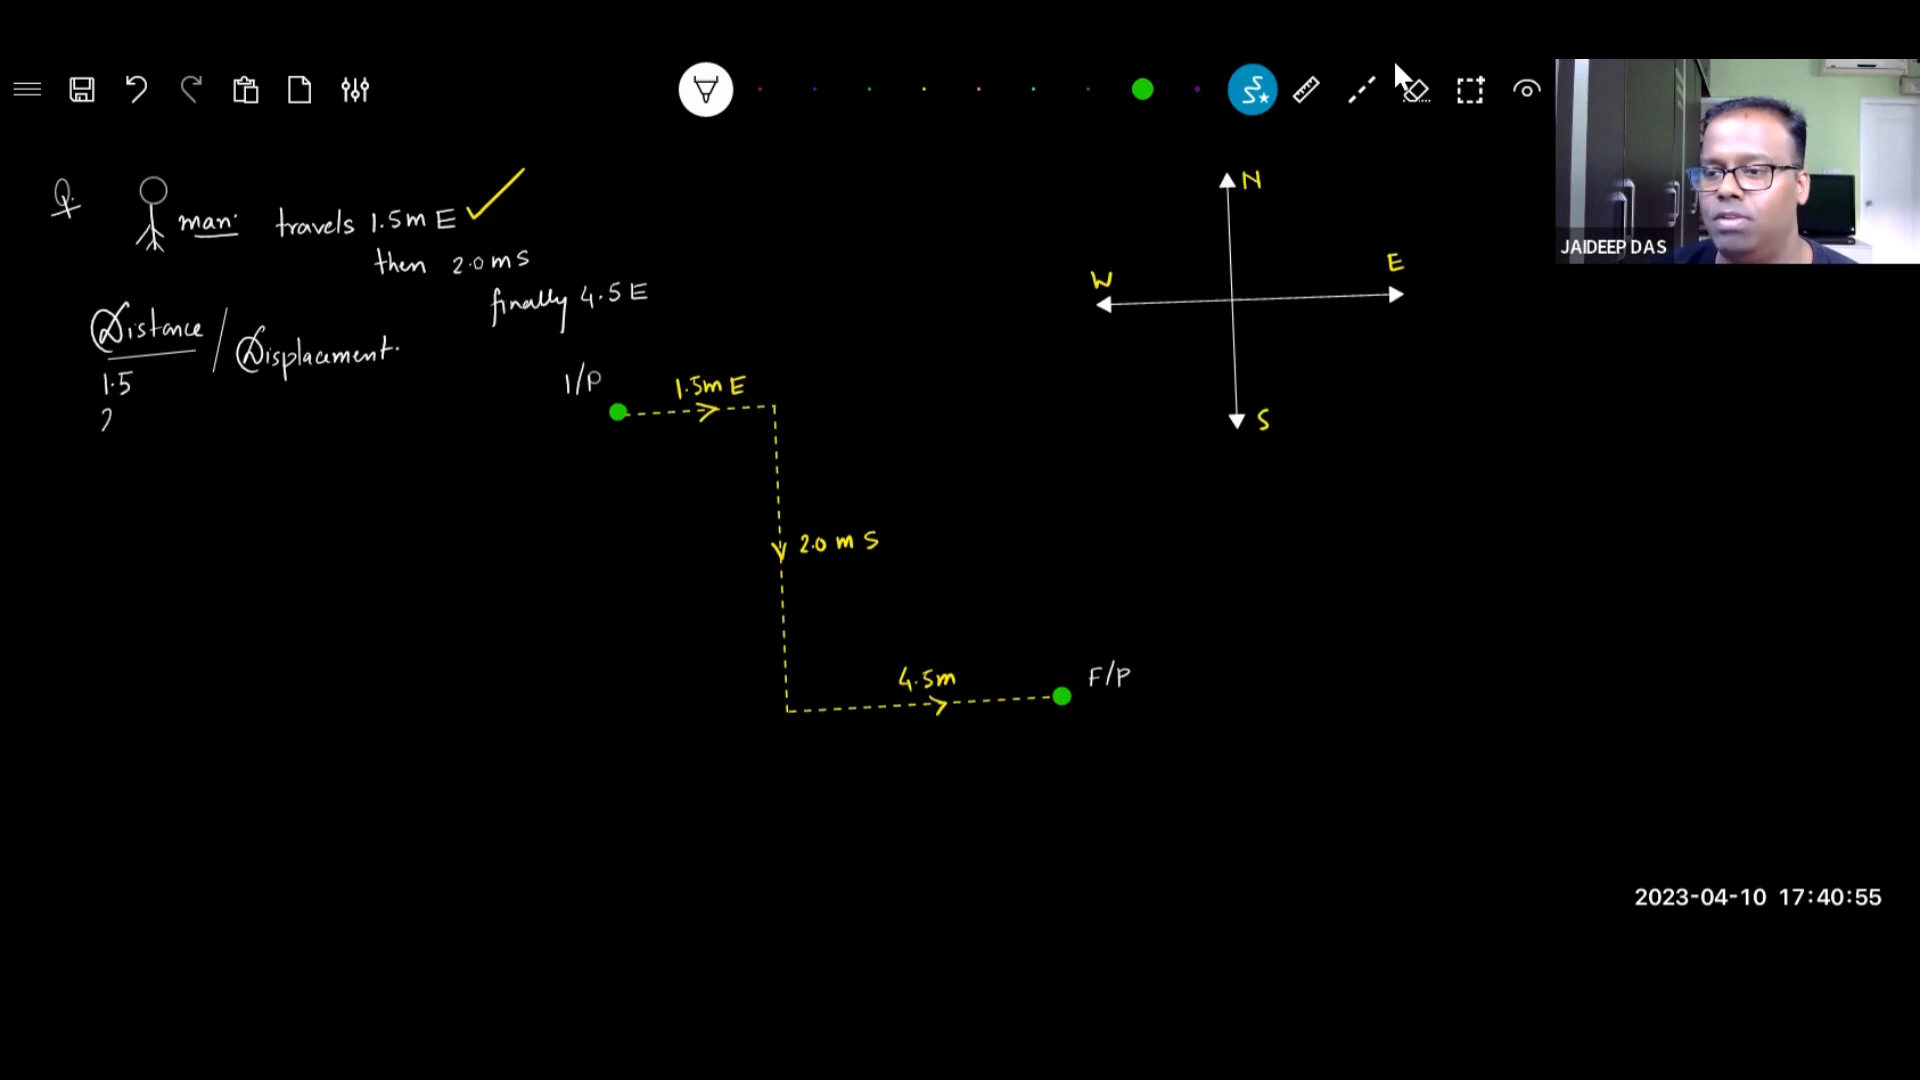 Q.
man: travels 1.5m E
then 2.0 m S
finally 4.5 E
Distance / Displacement.
1.5
2
I/P
1.5m E
2.0 m S
4.5m
F/P
N
W
E
S
JAIDEEP DAS
2023-04-10 17:40:55